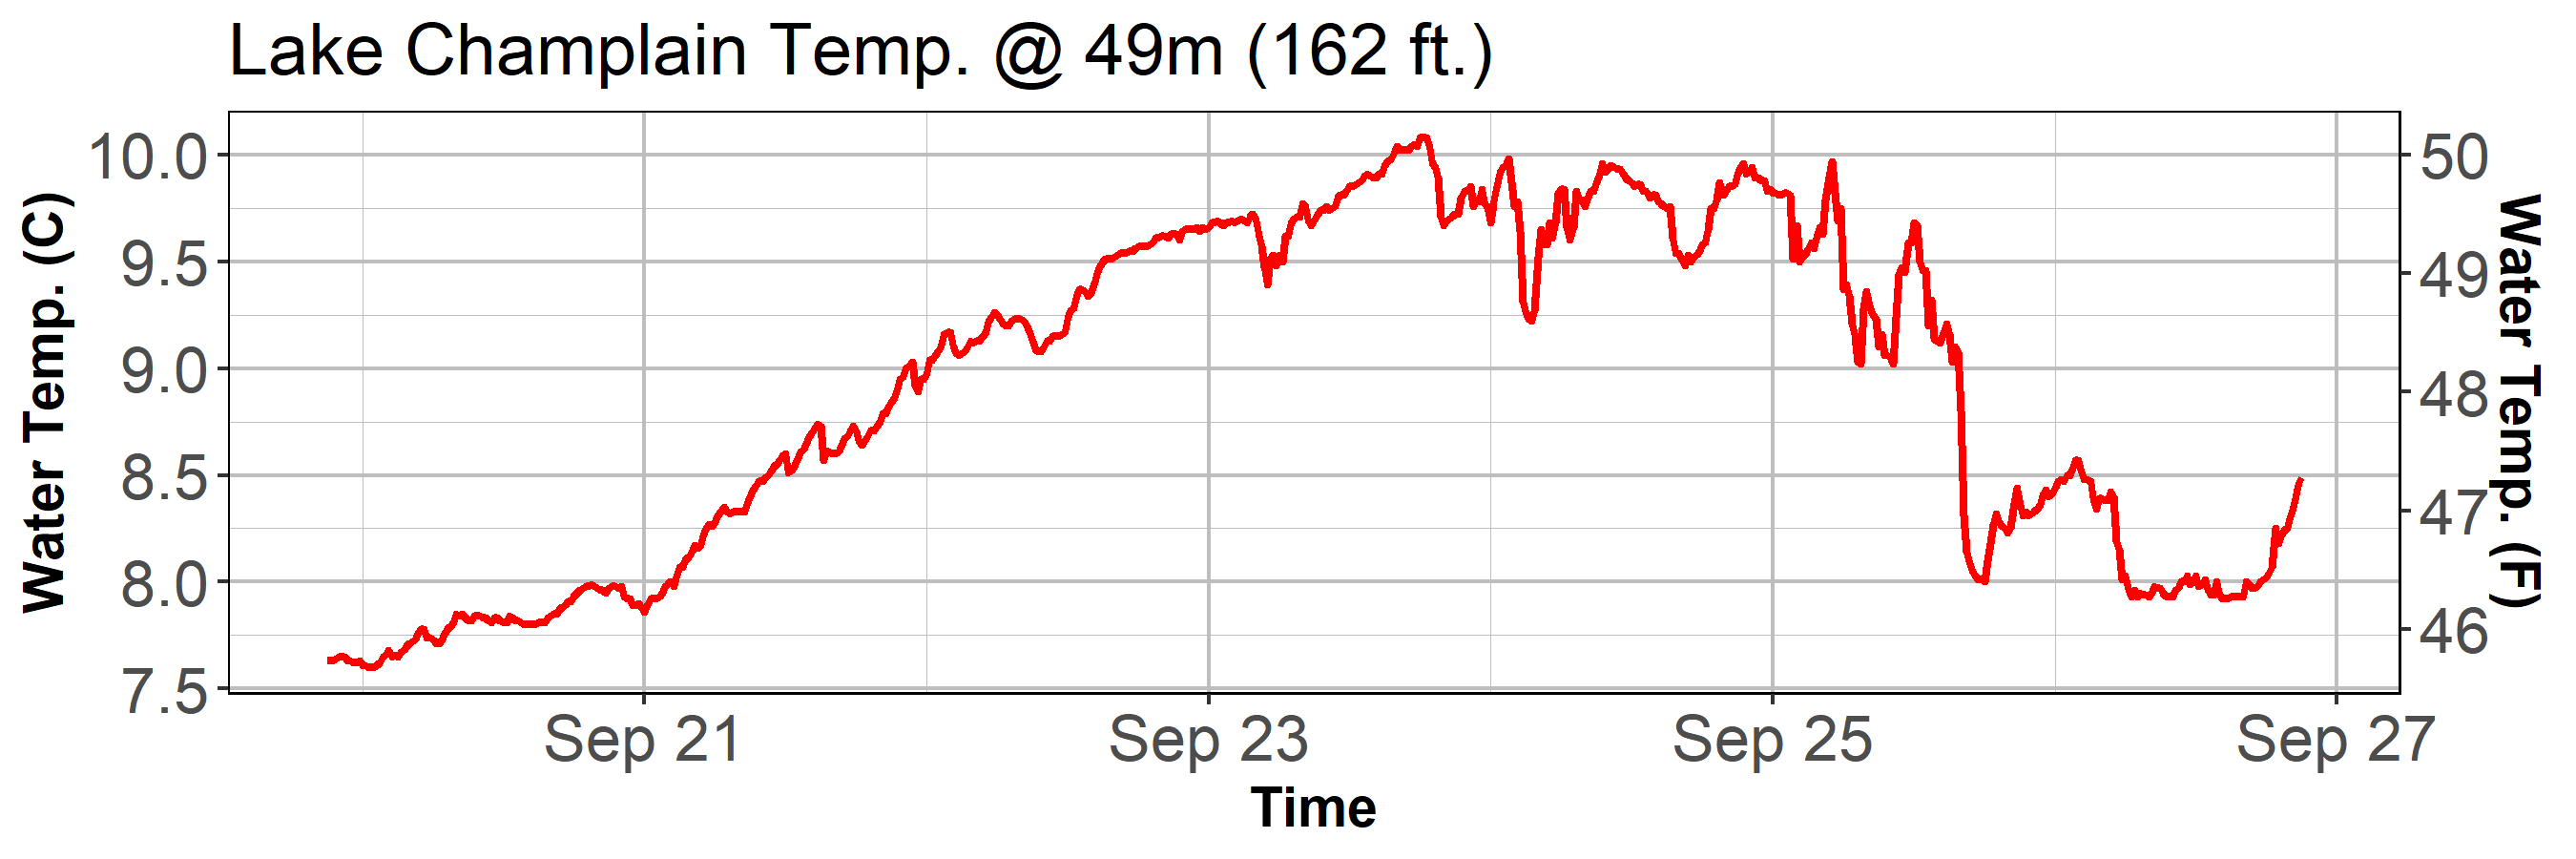 Lake Champlain Temp. @ 49m (162 ft.)
Water Temp. (C)
10.0
9.5
9.0
8.5
8.0
7.5
50
49
48
47
46
Water Temp. (F)
Sep 21
Sep 23
Sep 25
Sep 27
Time